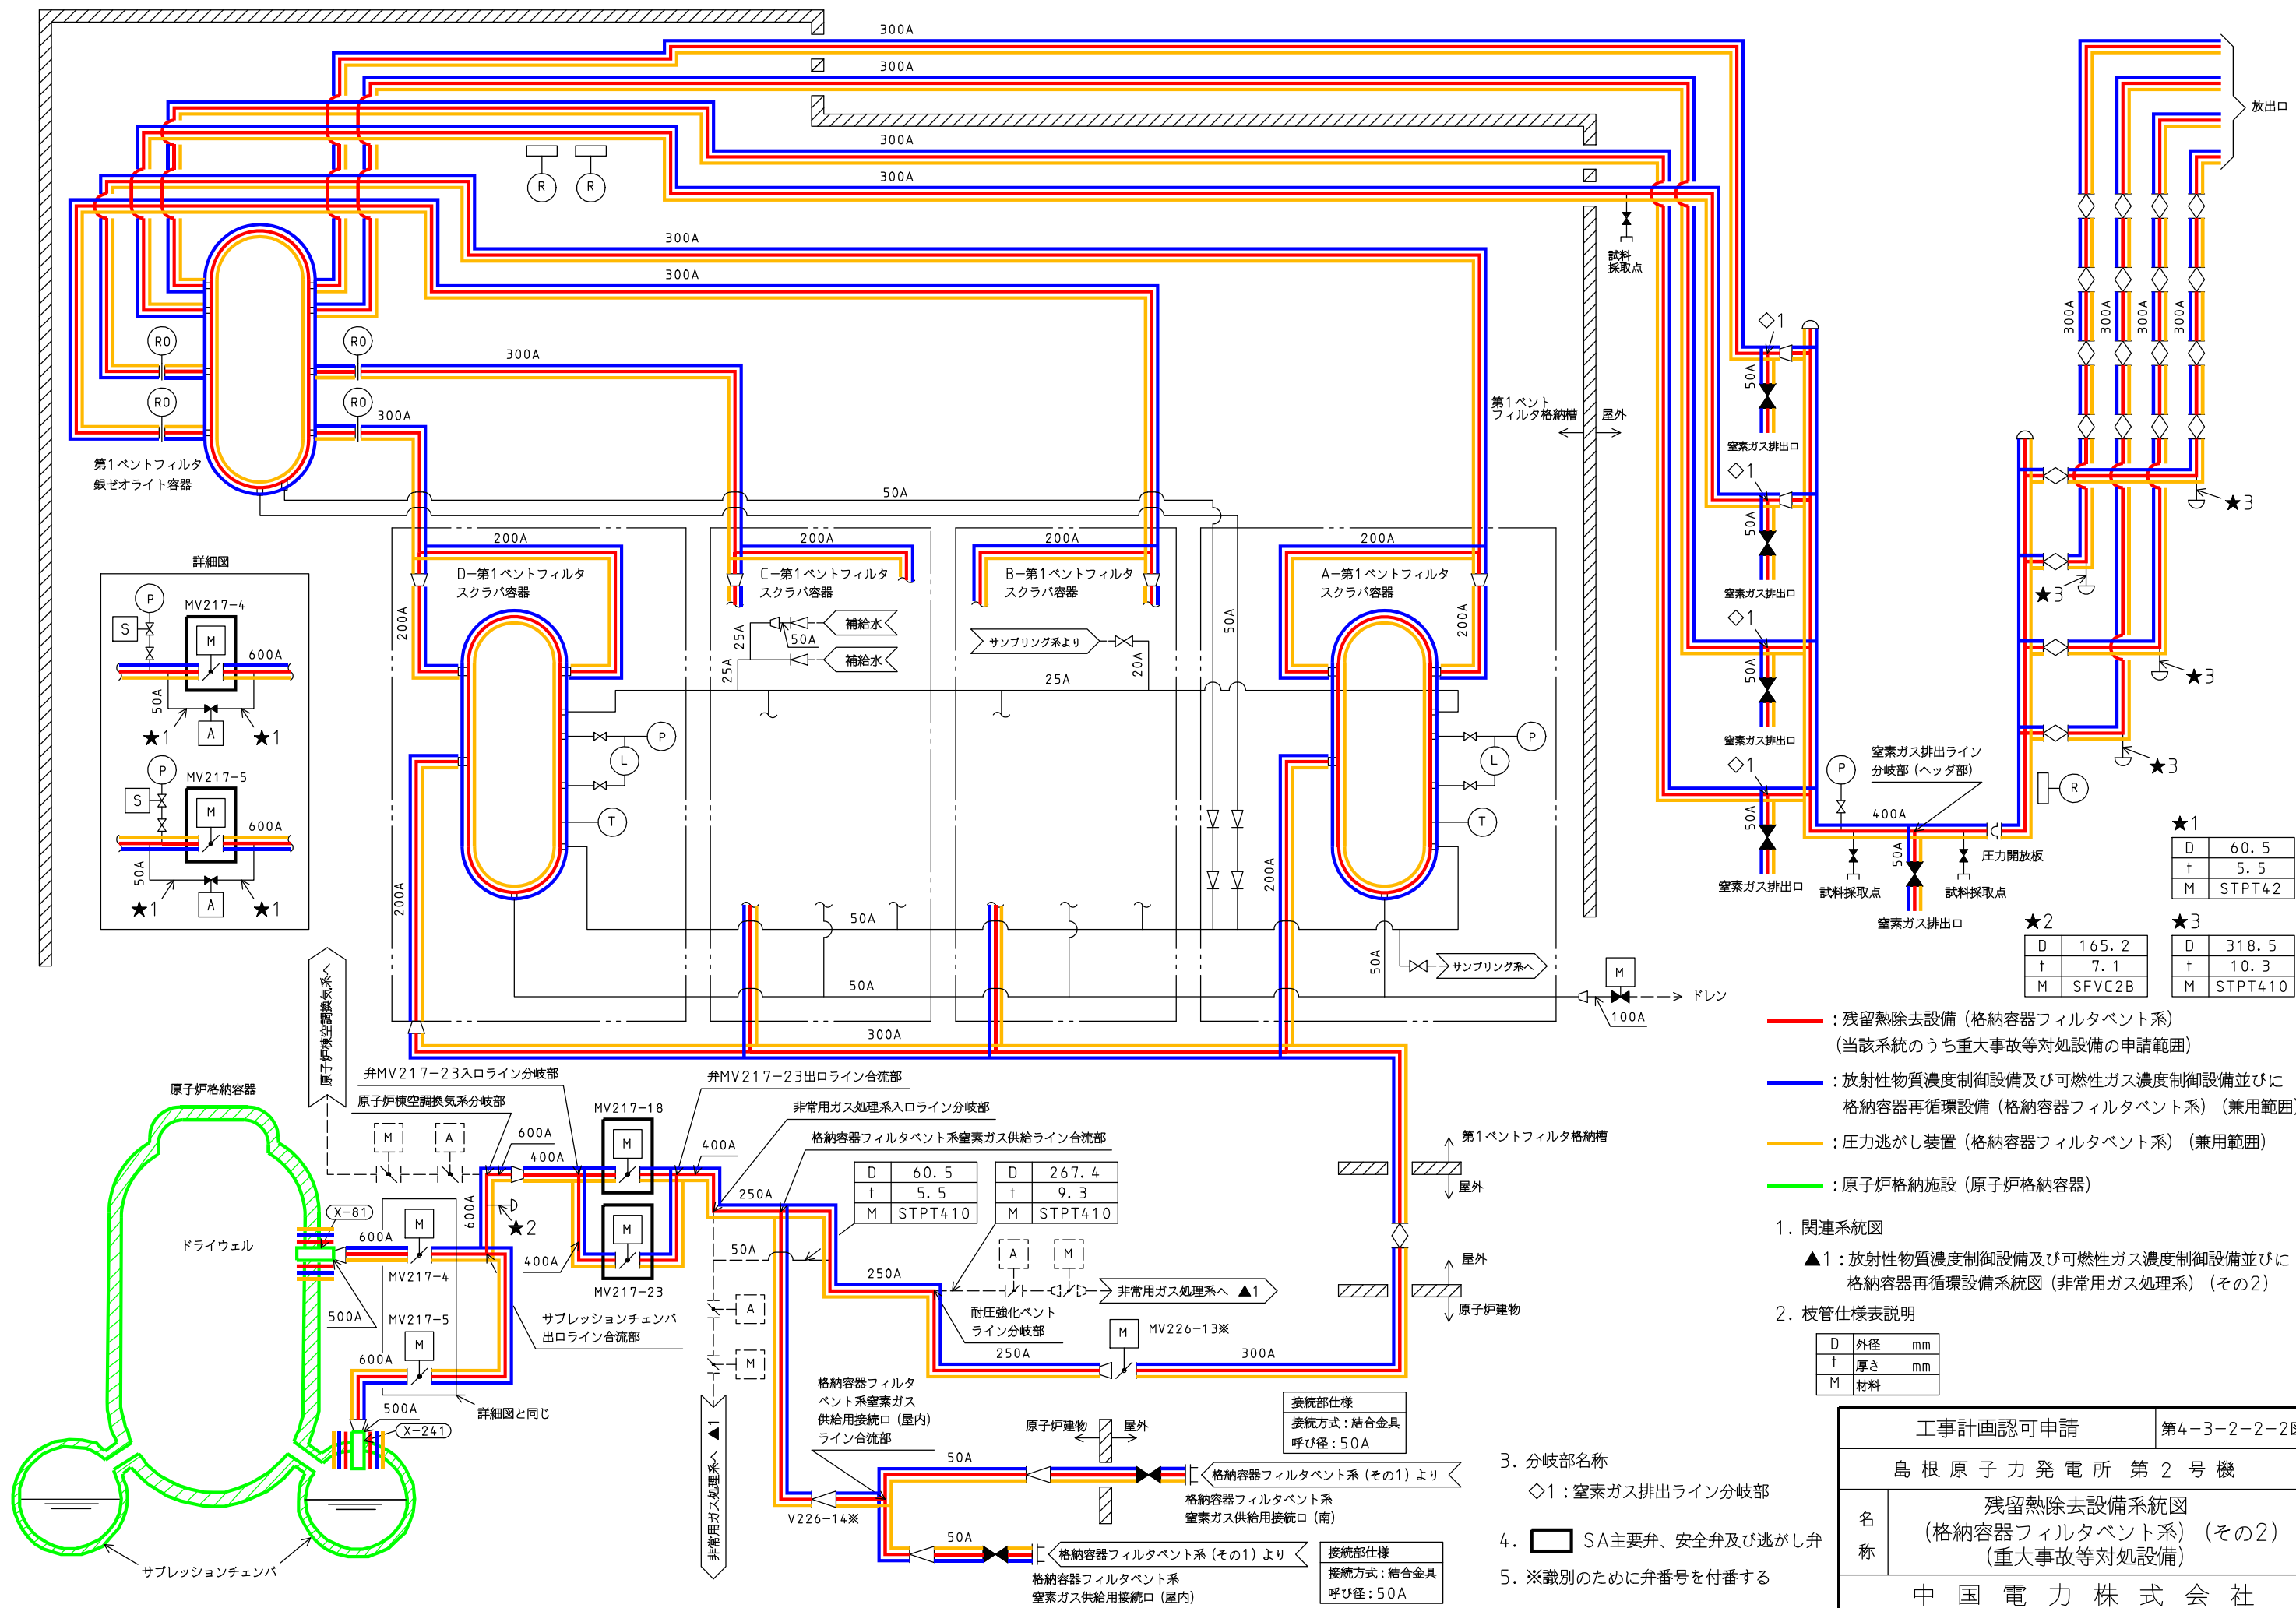 300A
300A
300A
300A
R
R
300A
300A
試料
採取点
放出口
300A
300A
300A
300A
RO
RO
RO
RO
300A
300A
第1ベントフィルタ
銀ゼオライト容器
第1ベント
フィルタ格納槽
屋外
◇1
50A
窒素ガス排出口
◇1
50A
窒素ガス排出口
◇1
50A
窒素ガス排出口
◇1
50A
窒素ガス排出口
50A
200A
200A
200A
200A
D−第1ベントフィルタ
スクラバ容器
C−第1ベントフィルタ
スクラバ容器
B−第1ベントフィルタ
スクラバ容器
A−第1ベントフィルタ
スクラバ容器
200A
200A
50A
25A
50A
補給水
25A
補給水
サンプリング系より
20A
25A
P
L
T
P
L
T
200A
200A
50A
50A
50A
サンプリング系へ
M
ドレン
100A
300A
詳細図
P
S
MV217-4
M
600A
50A
★1
A
★1
P
S
MV217-5
M
600A
50A
★1
A
★1
★3
★3
★3
★3
R
P
窒素ガス排出ライン
分岐部(ヘッダ部)
400A
50A
圧力開放板
試料採取点
試料採取点
窒素ガス排出口
★1
D 60.5
t 5.5
M STPT42
★2
D 165.2
t 7.1
M SFVC2B
★3
D 318.5
t 10.3
M STPT410
:残留熱除去設備(格納容器フィルタベント系)
(当該系統のうち重大事故等対処設備の申請範囲)
:放射性物質濃度制御設備及び可燃性ガス濃度制御設備並びに
格納容器再循環設備(格納容器フィルタベント系)(兼用範囲)
:圧力逃がし装置(格納容器フィルタベント系)(兼用範囲)
:原子炉格納施設(原子炉格納容器)
1. 関連系統図
▲1:放射性物質濃度制御設備及び可燃性ガス濃度制御設備並びに
格納容器再循環設備系統図(非常用ガス処理系)(その2)
2. 枝管仕様表説明
D 外径 mm
t 厚さ mm
M 材料
原子炉棟空調換気系へ
弁MV217-23入口ライン分岐部
原子炉棟空調換気系分岐部
弁MV217-23出口ライン合流部
非常用ガス処理系入口ライン分岐部
格納容器フィルタベント系窒素ガス供給ライン合流部
原子炉格納容器
M
A
600A
400A
MV217-18
M
400A
600A
★2
M
400A
MV217-23
D 60.5
t 5.5
M STPT410
D 267.4
t 9.3
M STPT410
250A
50A
250A
A
M
非常用ガス処理系へ ▲1
耐圧強化ベント
ライン分岐部
第1ベントフィルタ格納槽
屋外
屋外
原子炉建物
X-81
ドライウェル
600A
M
MV217-4
500A
MV217-5
M
600A
サプレッションチェンバ
出口ライン合流部
詳細図と同じ
500A
X-241
サプレッションチェンバ
A
M
非常用ガス処理系へ ▲1
M
MV226-13※
250A
300A
格納容器フィルタ
ベント系窒素ガス
供給用接続口(屋内)
ライン合流部
V226-14※
原子炉建物
屋外
50A
格納容器フィルタベント系(その1)より
格納容器フィルタベント系
窒素ガス供給用接続口(南)
50A
格納容器フィルタベント系(その1)より
格納容器フィルタベント系
窒素ガス供給用接続口(屋内)
接続部仕様
接続方式:結合金具
呼び径:50A
接続部仕様
接続方式:結合金具
呼び径:50A
3. 分岐部名称
◇1:窒素ガス排出ライン分岐部
4. SA主要弁、安全弁及び逃がし弁
5. ※識別のために弁番号を付番する
工事計画認可申請
第4-3-2-2-2図
島根原子力発電所 第2号機
名称
残留熱除去設備系統図
(格納容器フィルタベント系)(その2)
(重大事故等対処設備)
中国電力株式会社